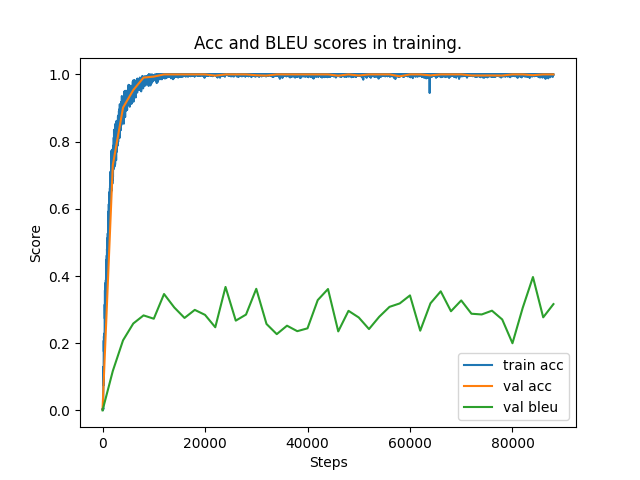 Acc and BLEU scores in training.
1.0
0.8
0.6
0.4
0.2
0.0
Score
0 20000 40000 60000 80000
Steps
train acc
val acc
val bleu